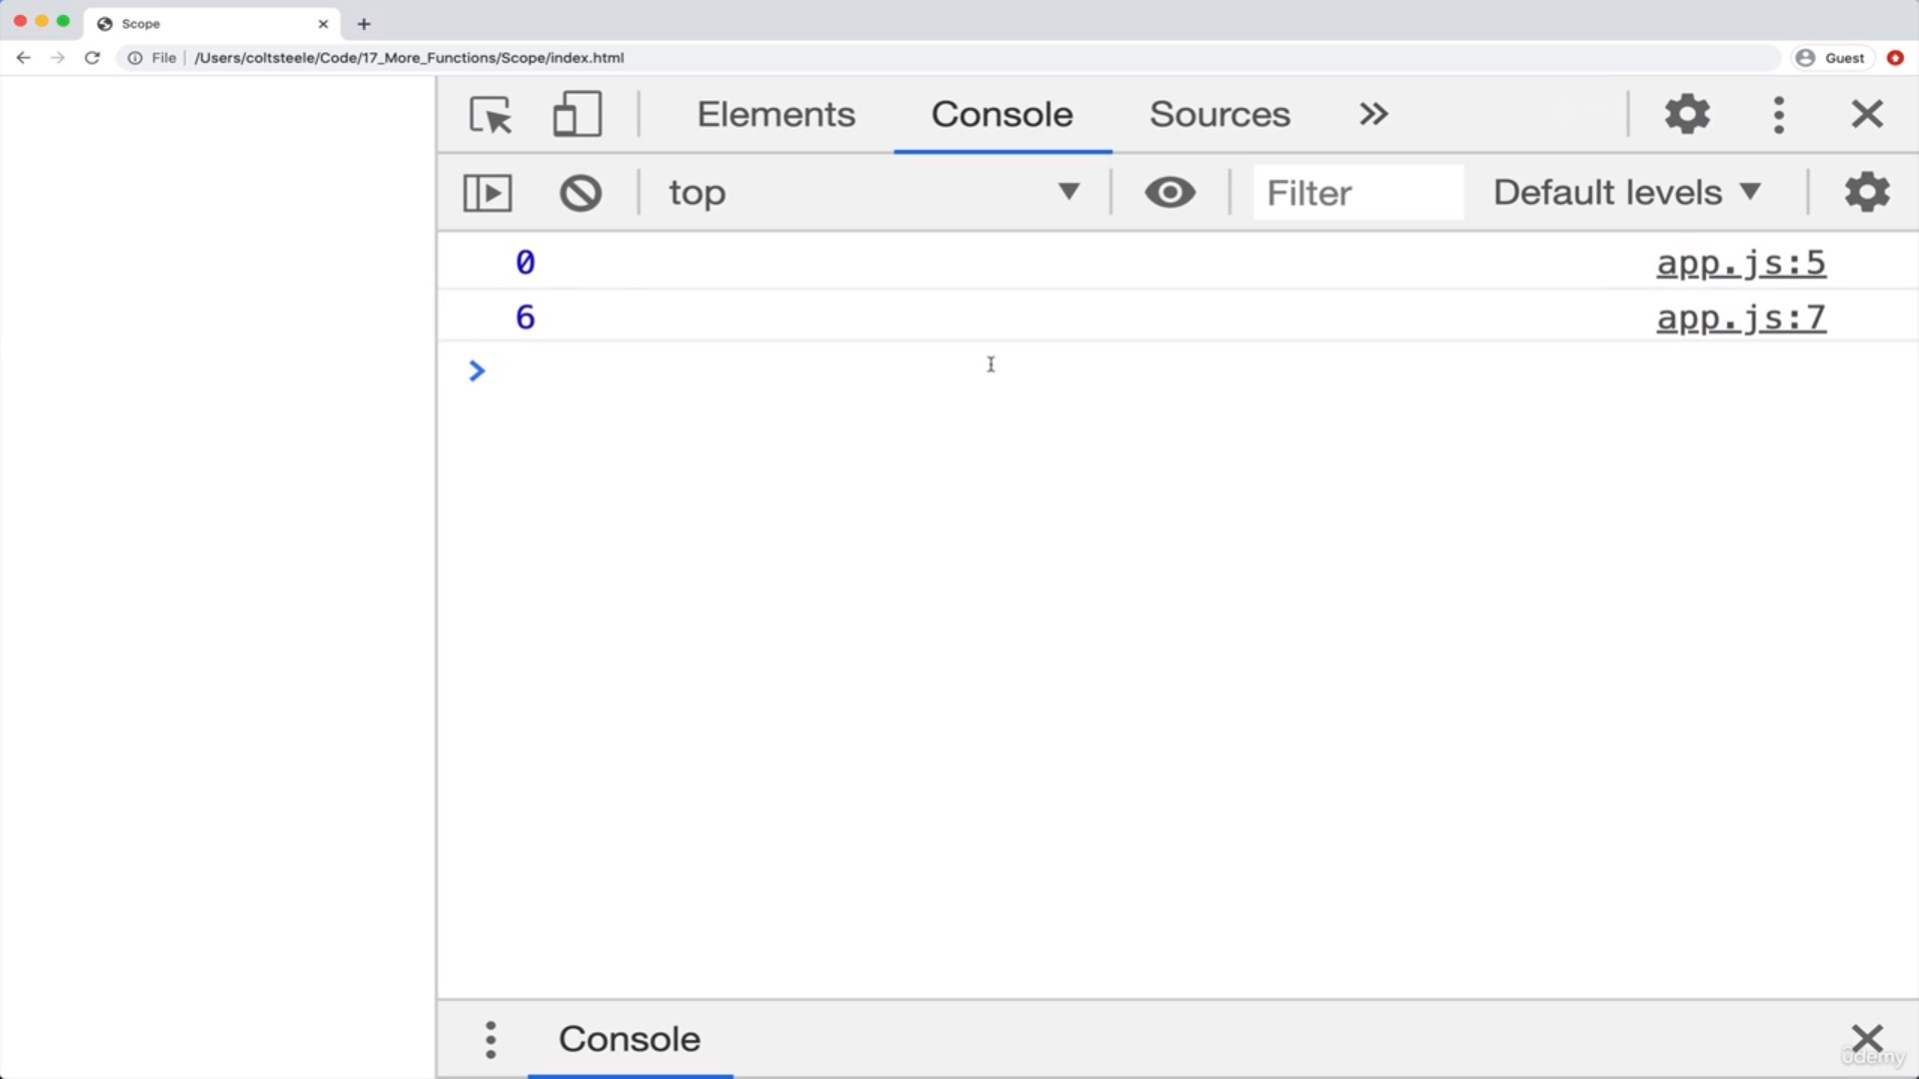 Scope
File /Users/coltsteele/Code/17_More_Functions/Scope/index.html Guest
Elements Console Sources
top Filter Default levels
0 app.js:5
6 app.js:7
Console
ûdemy